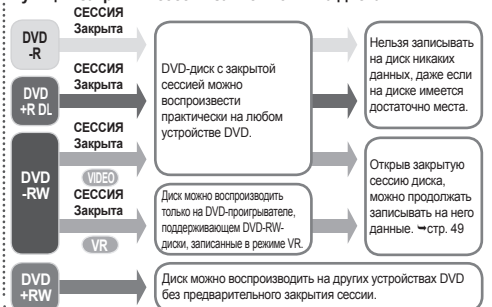 СЕССИЯ
Закрыта
DVD
-R
СЕССИЯ
Закрыта
DVD
+R DL
СЕССИЯ
Закрыта
VIDEO
DVD
-RW
СЕССИЯ
Закрыта
VR
DVD
+RW
DVD-диск с закрытой
сессией можно
воспроизвести
практически на любом
устройстве DVD.
Нельзя записывать
на диск никаких
данных, даже если
на диске имеется
достаточно места.
Диск можно воспроизводить
только на DVD-проигрывателе,
поддерживающем DVD-RW-
диски, записанные в режиме VR.
Открыв закрытую
сессию диска,
можно продолжать
записывать на него
данные. ➥стр. 49
Диск можно воспроизводить на других устройствах DVD
без предварительного закрытия сессии.